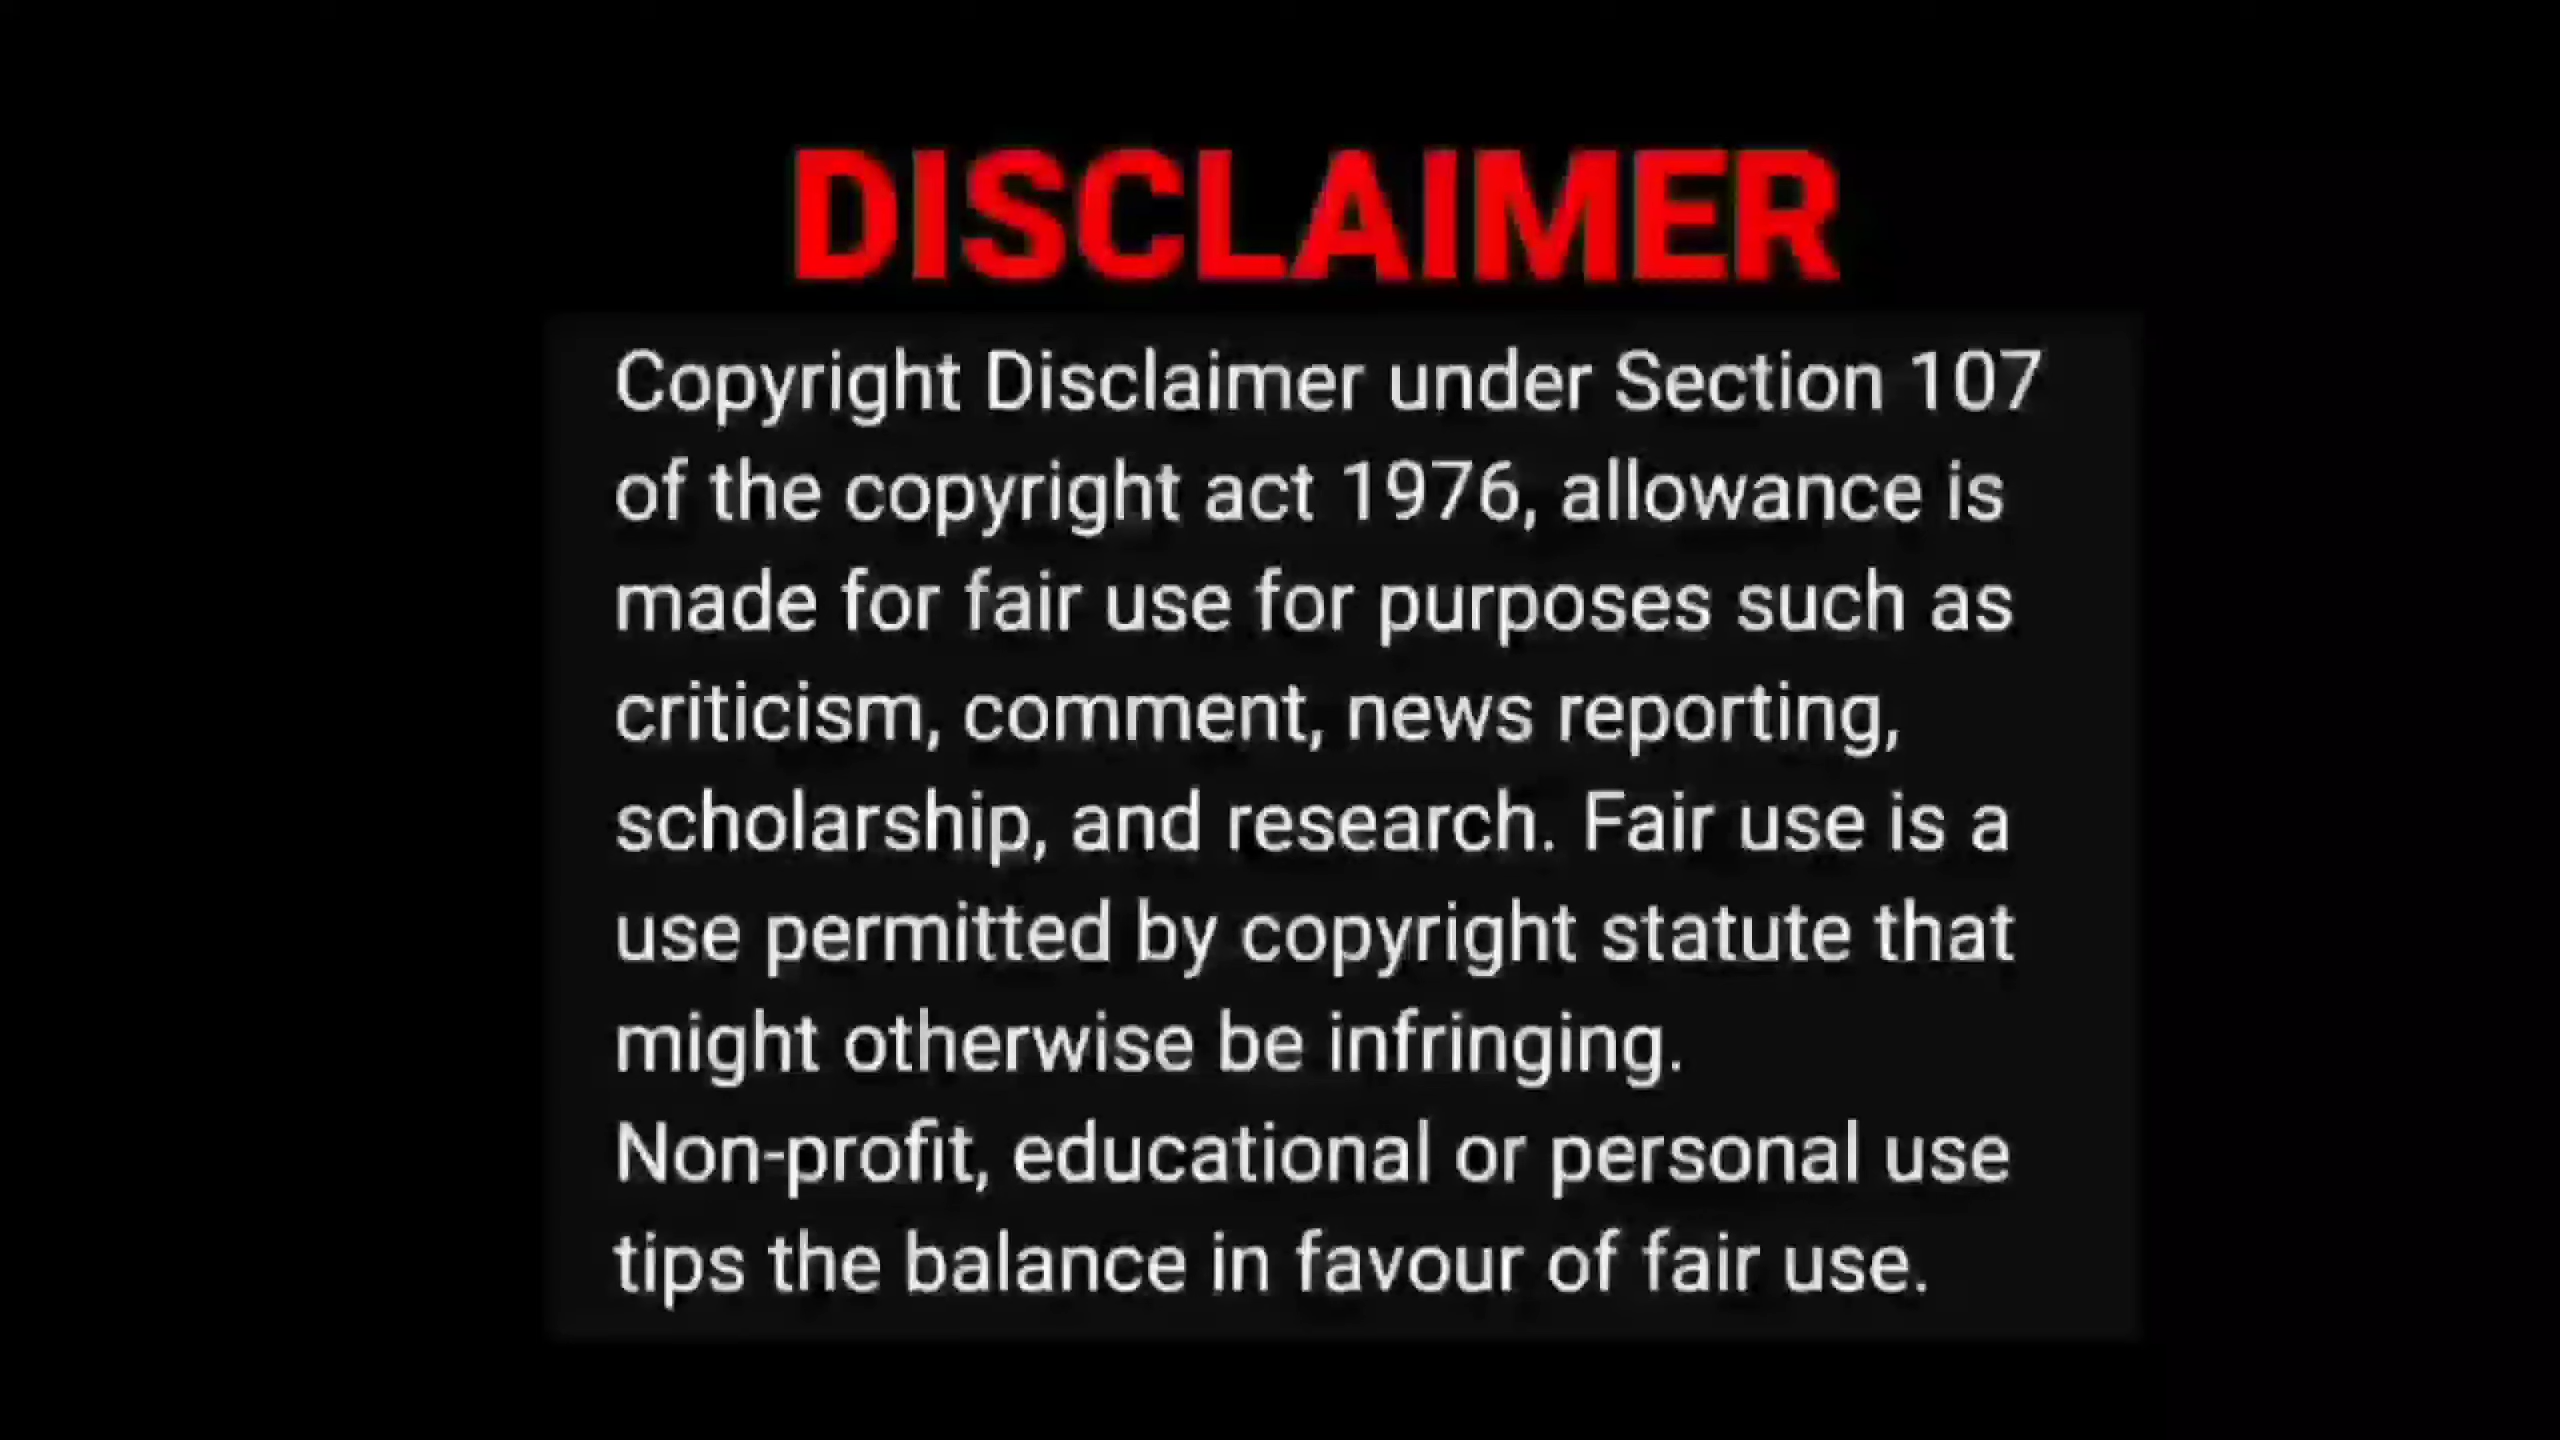 DISCLAIMER
Copyright Disclaimer under Section 107
of the copyright act 1976, allowance is
made for fair use for purposes such as
criticism, comment, news reporting,
scholarship, and research. Fair use is a
use permitted by copyright statute that
might otherwise be infringing.
Non-profit, educational or personal use
tips the balance in favour of fair use.